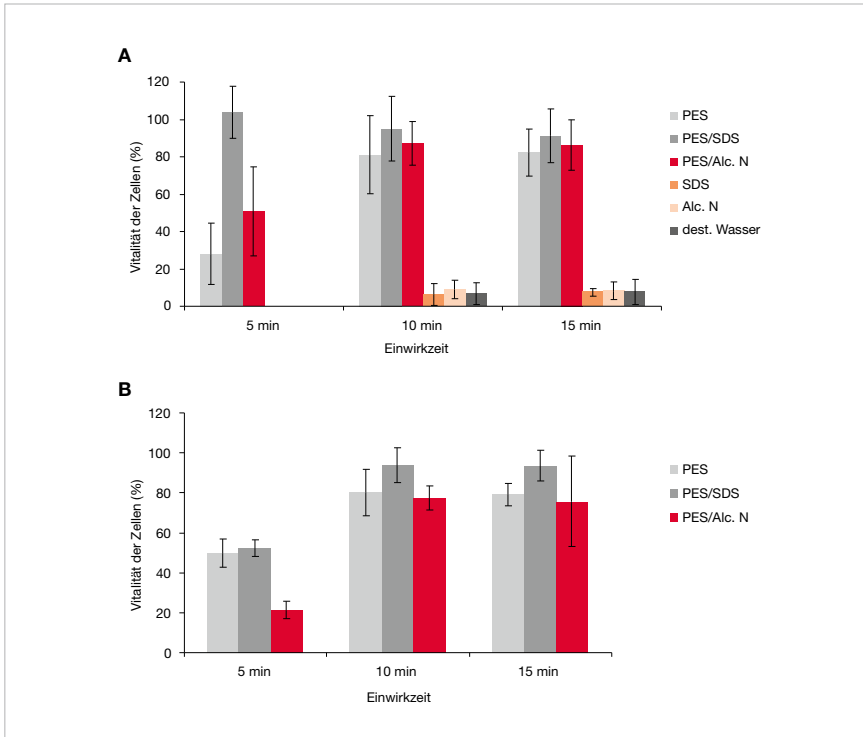 A
Vitalität der Zellen (%)
120
100
80
60
40
20
0
5 min
10 min
15 min
Einwirkzeit
PES
PES/SDS
PES/Alc. N
SDS
Alc. N
dest. Wasser
B
Vitalität der Zellen (%)
120
100
80
60
40
20
0
5 min
10 min
15 min
Einwirkzeit
PES
PES/SDS
PES/Alc. N